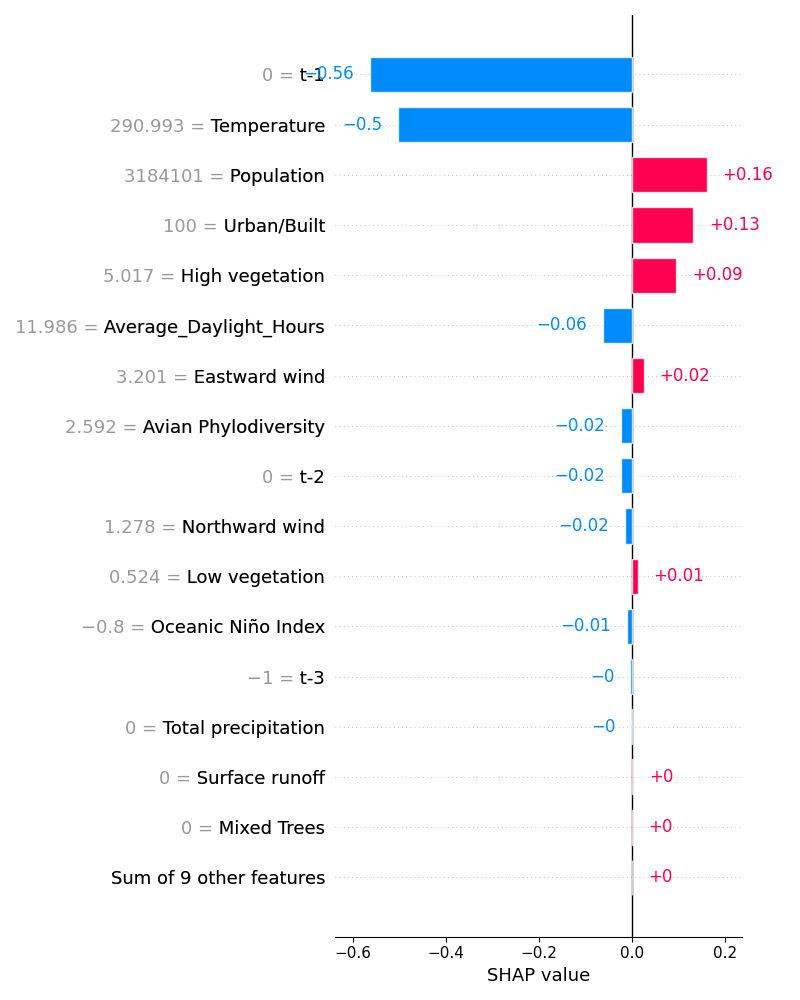 0 = t-1 −0.56
290.993 = Temperature −0.5
3184101 = Population +0.16
100 = Urban/Built +0.13
5.017 = High vegetation +0.09
11.986 = Average_Daylight_Hours −0.06
3.201 = Eastward wind +0.02
2.592 = Avian Phylodiversity −0.02
0 = t-2 −0.02
1.278 = Northward wind −0.02
0.524 = Low vegetation +0.01
−0.8 = Oceanic Niño Index −0.01
−1 = t-3 −0
0 = Total precipitation −0
0 = Surface runoff +0
0 = Mixed Trees +0
Sum of 9 other features +0
−0.6 −0.4 −0.2 0.0 0.2
SHAP value